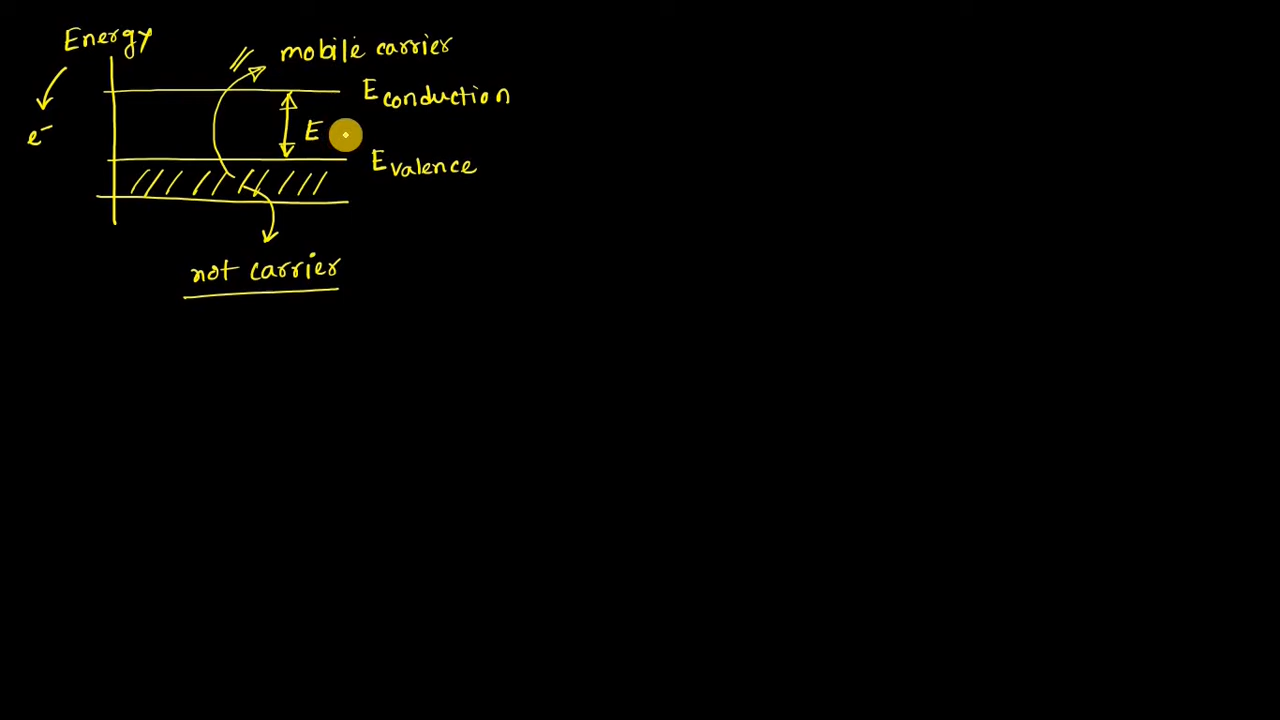 Energy
mobile carrier
E conduction
e⁻
E
E valence
not carrier